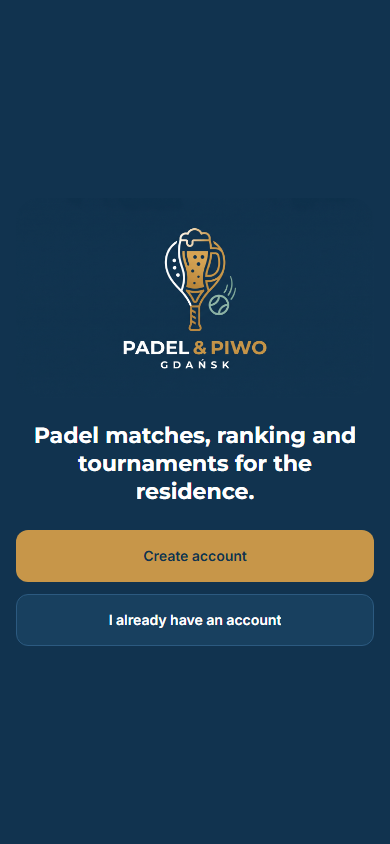 PADEL & PIWO
GDAŃSK
Padel matches, ranking and
tournaments for the
residence.
Create account
I already have an account